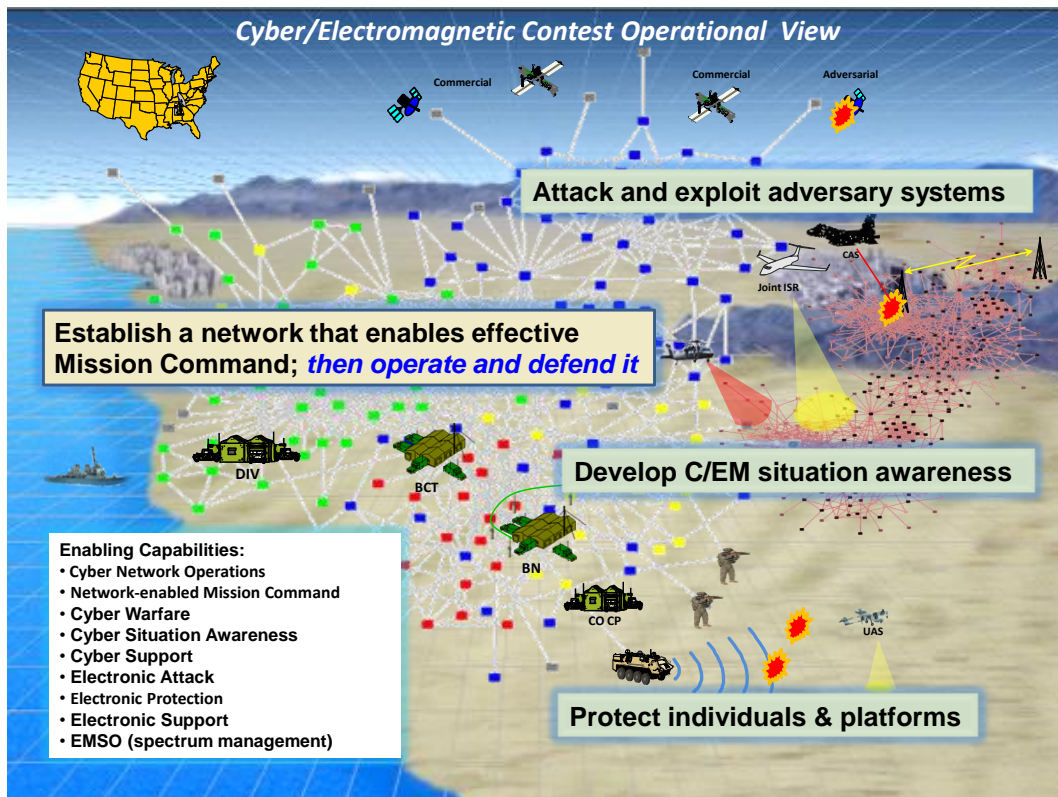 Cyber/Electromagnetic Contest Operational View
Commercial
Commercial
Adversarial
Attack and exploit adversary systems
CAS
Joint ISR
Establish a network that enables effective
Mission Command; then operate and defend it
DIV
BCT
Develop C/EM situation awareness
BN
Enabling Capabilities:
• Cyber Network Operations
• Network-enabled Mission Command
• Cyber Warfare
• Cyber Situation Awareness
• Cyber Support
• Electronic Attack
• Electronic Protection
• Electronic Support
• EMSO (spectrum management)
CO CP
UAS
Protect individuals & platforms